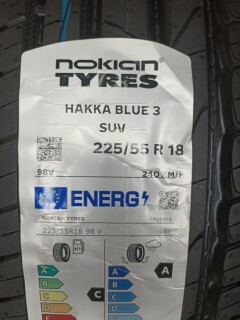 nokian
TYRES
HAKKA BLUE 3
SUV
225/55 R 18
98V
240 KM/H
ENERG
NOKIAN TYRES
225/55R18 98 V
A
B
C
D
E
C
A